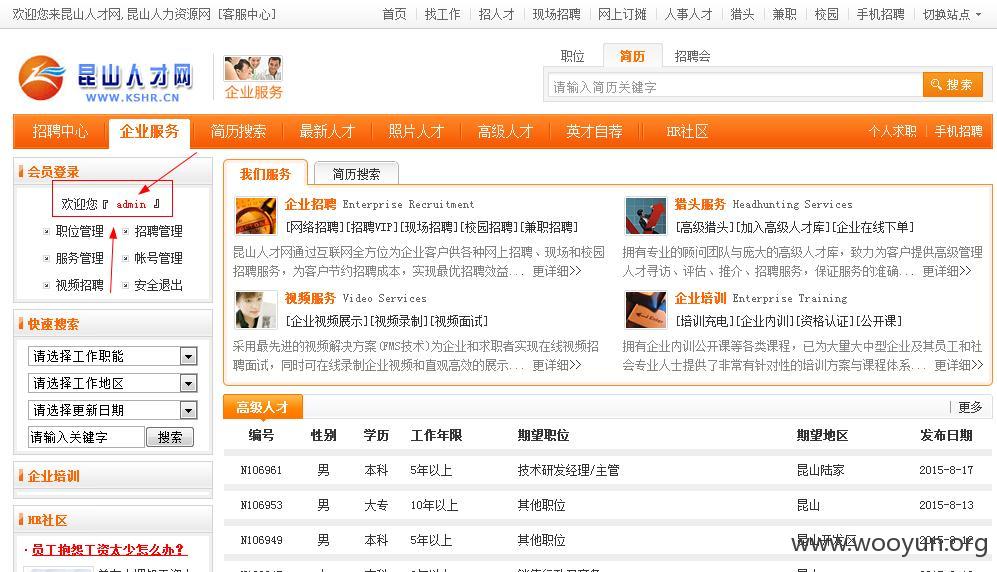 欢迎您来昆山人才网,昆山人力资源网 [客服中心]
首页 | 找工作 | 招人才 | 现场招聘 | 网上订摊 | 人事人才 | 猎头 | 兼职 | 校园 | 手机招聘 | 切换站点
昆山人才网
WWW.KSHR.CN
企业服务
职位 简历 招聘会
请输入简历关键字 搜索
招聘中心 企业服务 简历搜索 最新人才 照片人才 高级人才 英才自荐 HR社区 个人求职 | 手机招聘
会员登录
欢迎您『 admin 』
职位管理 招聘管理
服务管理 帐号管理
视频招聘 安全退出
快速搜索
请选择工作职能
请选择工作地区
请选择更新日期
请输入关键字 搜索
企业培训
HR社区
· 员工抱怨工资太少怎么办?
我们服务 简历搜索
企业招聘 Enterprise Recruitment
[网络招聘][招聘VIP][现场招聘][校园招聘][兼职招聘]
昆山人才网通过互联网全方位为企业客户供各种网上招聘、现场和校园
招聘服务，为客户节约招聘成本，实现最优招聘效益... 更详细>>
猎头服务 Headhunting Services
[高级猎头][加入高级人才库][企业在线下单]
拥有专业的顾问团队与庞大的高级人才库，致力为客户提供高级管理
人才寻访、评估、推介、招聘服务，保证服务的准确... 更详细>>
视频服务 Video Services
[企业视频展示][视频录制][视频面试]
采用最先进的视频解决方案(FMS技术)为企业和求职者实现在线视频招
聘面试，同时可在线录制企业视频和直观高效的展示... 更详细>>
企业培训 Enterprise Training
[培训充电][企业内训][资格认证][公开课]
拥有企业内训公开课等各类课程，已为大量大中型企业及其员工和社
会专业人士提供了非常有针对性的培训方案与课程体系... 更详细>>
高级人才 | 更多
编号 性别 学历 工作年限 期望职位 期望地区 发布日期
N106961 男 本科 5年以上 技术研发经理/主管 昆山陆家 2015-8-17
N106953 男 大专 10年以上 其他职位 昆山 2015-8-13
N106949 男 本科 5年以上 其他职位 昆山开发区 2015-8-12
www.wooyun.org